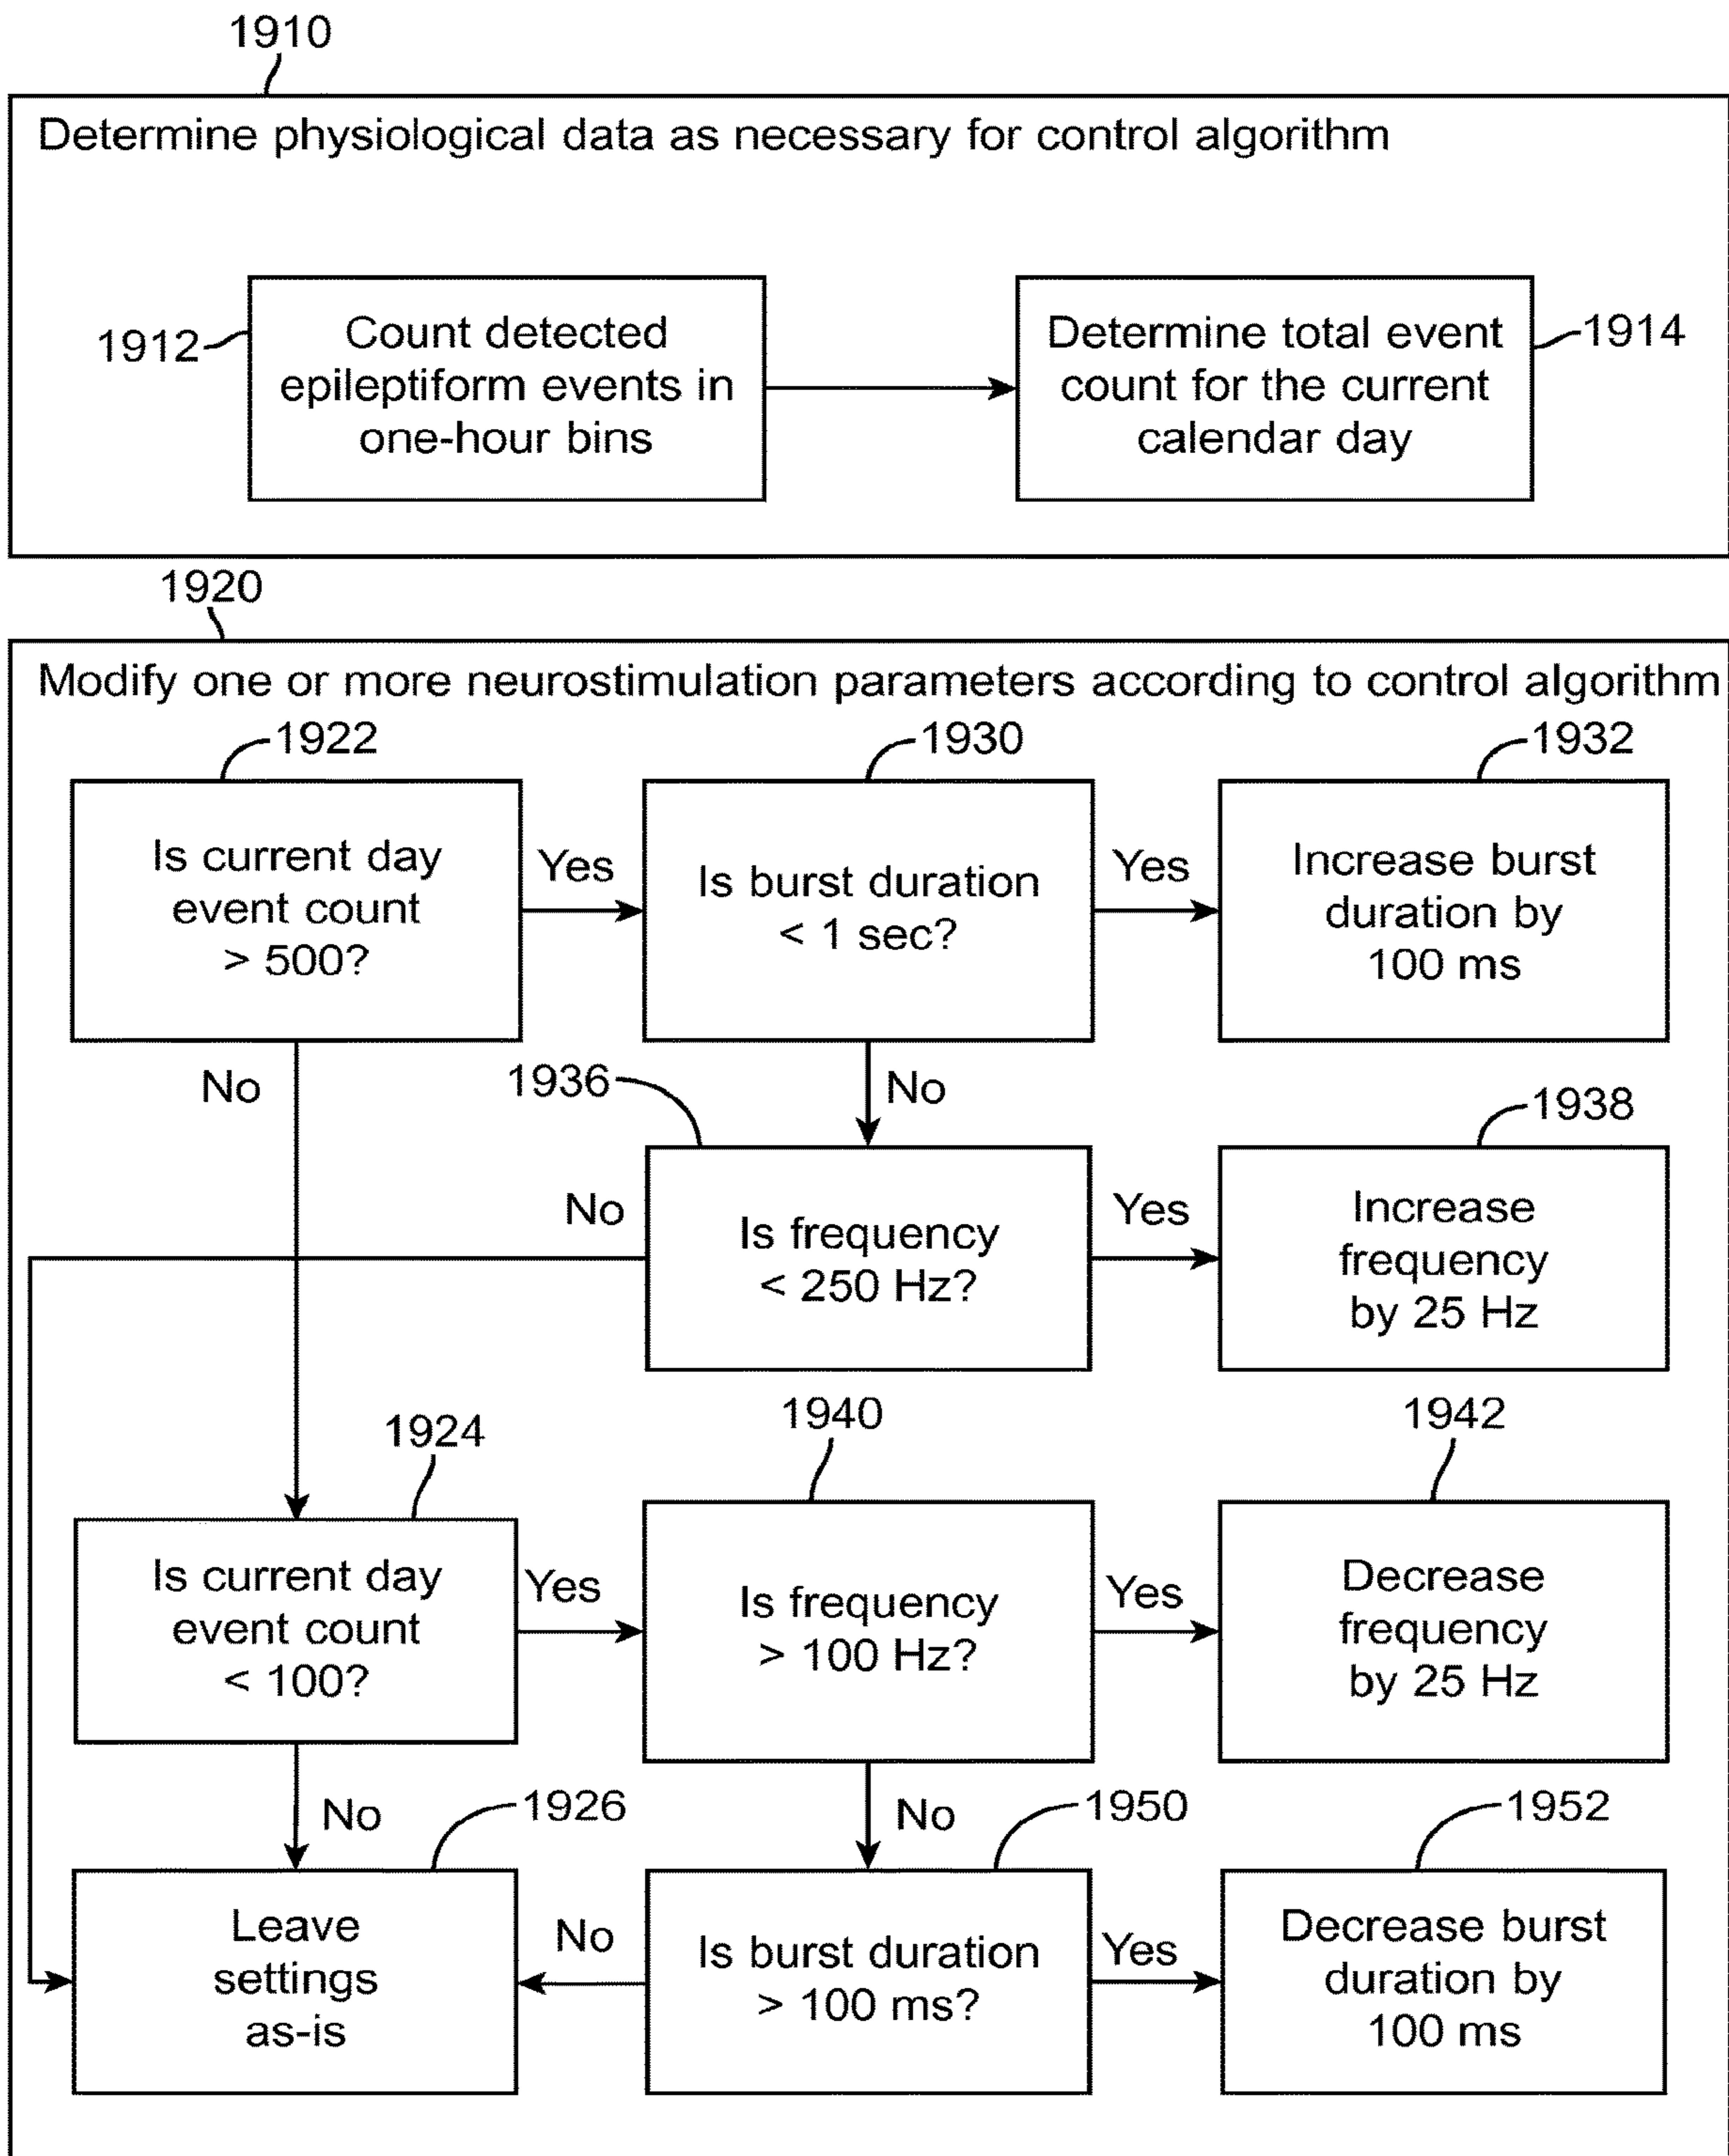 1910
Determine physiological data as necessary for control algorithm
1912
Count detected
epileptiform events in
one-hour bins
Determine total event
count for the current
calendar day
1914
1920
Modify one or more neurostimulation parameters according to control algorithm
1922
1930
1932
Is current day
event count
> 500?
Yes
Is burst duration
< 1 sec?
Yes
Increase burst
duration by
100 ms
No
1936
No
1938
No
Is frequency
< 250 Hz?
Yes
Increase
frequency
by 25 Hz
1924
1940
1942
Is current day
event count
< 100?
Yes
Is frequency
> 100 Hz?
Yes
Decrease
frequency
by 25 Hz
No
1926
No
1950
1952
Leave
settings
as-is
No
Is burst duration
> 100 ms?
Yes
Decrease burst
duration by
100 ms